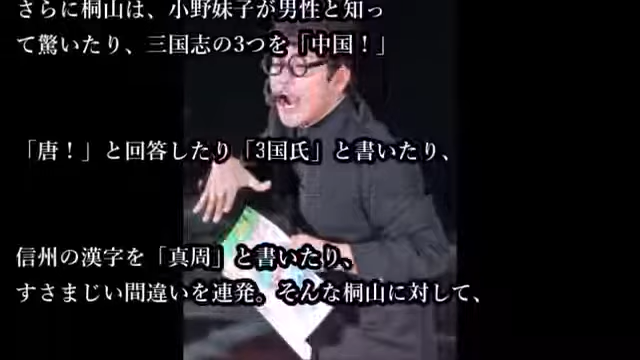 さらに桐山は、小野妹子が男性と知っ
て驚いたり、三国志の3つを「中国！」
「唐！」と回答したり「3国氏」と書いたり、
信州の漢字を「真周」と書いたり、
すさまじい間違いを連発。そんな桐山に対して、